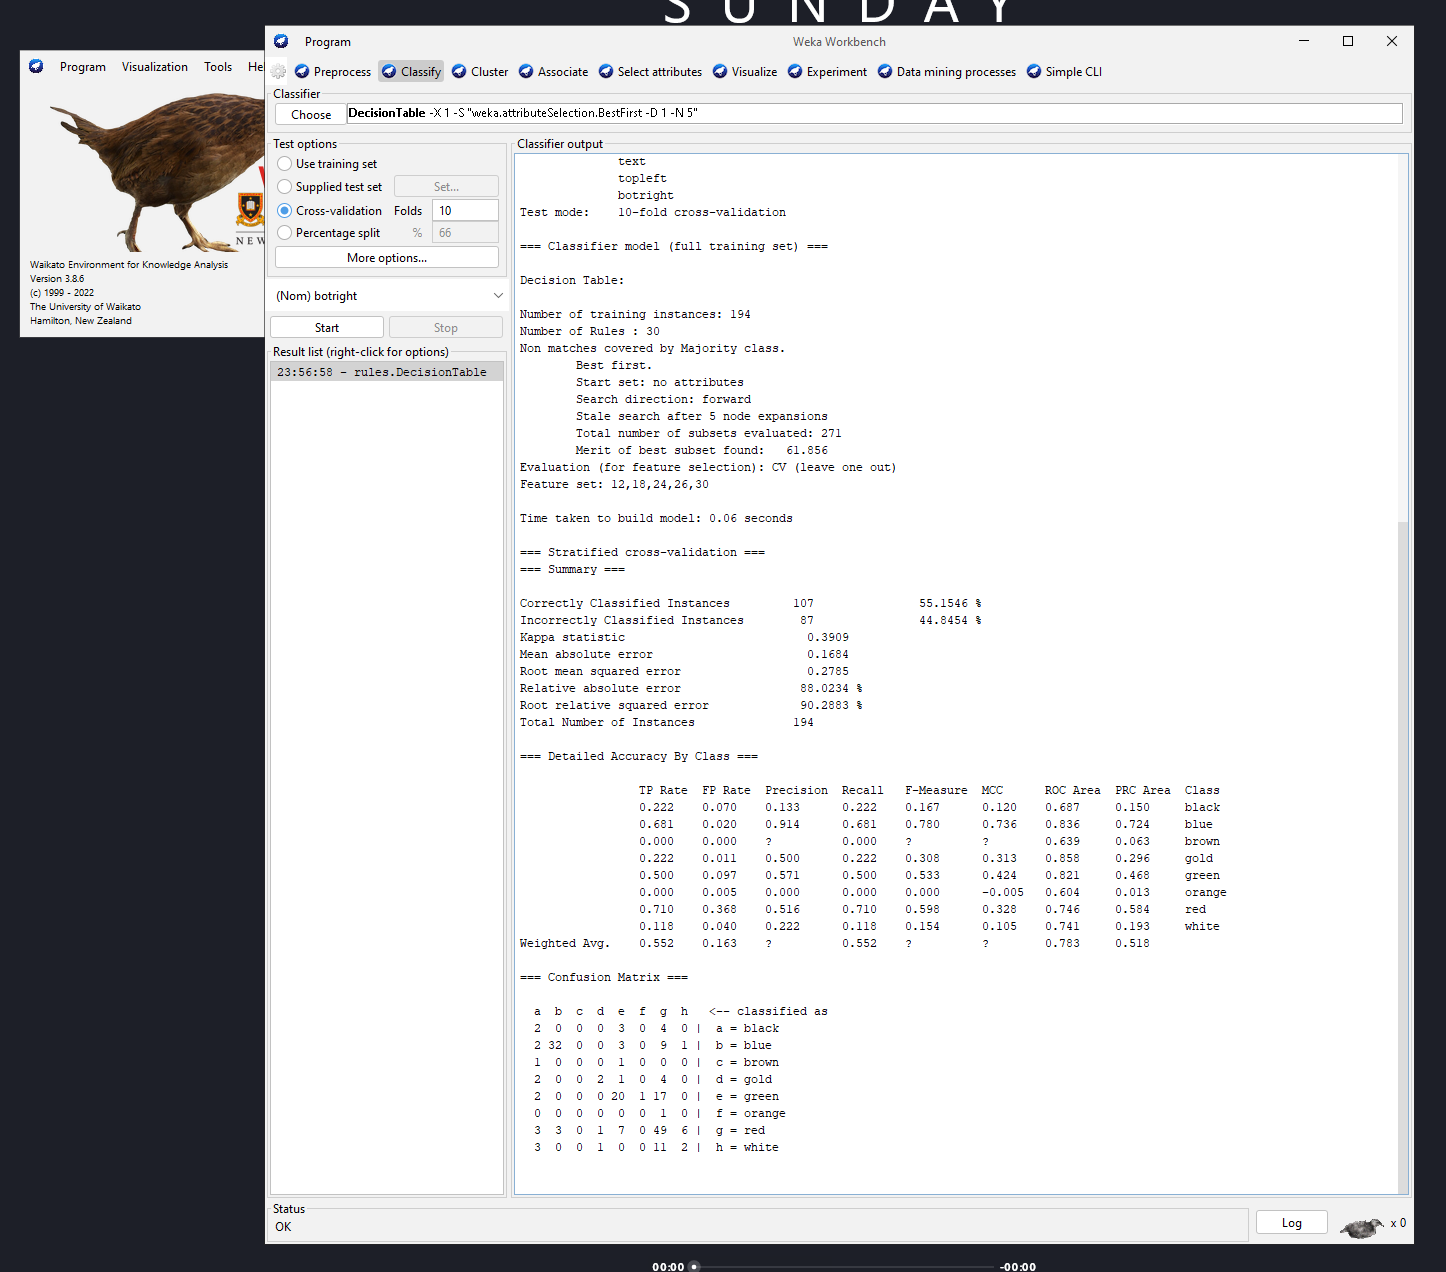 SUNDAY
Program Visualization Tools Hel
NEW
Waikato Environment for Knowledge Analysis
Version 3.8.6
(c) 1999 - 2022
The University of Waikato
Hamilton, New Zealand
Program
Weka Workbench
Preprocess Classify Cluster Associate Select attributes Visualize Experiment Data mining processes Simple CLI
Classifier
Choose DecisionTable -X 1 -S "weka.attributeSelection.BestFirst -D 1 -N 5"
Test options
Use training set
Supplied test set Set...
Cross-validation Folds 10
Percentage split % 66
More options...
(Nom) botright
Start Stop
Result list (right-click for options)
23:56:58 - rules.DecisionTable
Classifier output
text
topleft
botright
Test mode: 10-fold cross-validation
=== Classifier model (full training set) ===
Decision Table:
Number of training instances: 194
Number of Rules : 30
Non matches covered by Majority class.
Best first.
Start set: no attributes
Search direction: forward
Stale search after 5 node expansions
Total number of subsets evaluated: 271
Merit of best subset found: 61.856
Evaluation (for feature selection): CV (leave one out)
Feature set: 12,18,24,26,30
Time taken to build model: 0.06 seconds
=== Stratified cross-validation ===
=== Summary ===
Correctly Classified Instances 107 55.1546 %
Incorrectly Classified Instances 87 44.8454 %
Kappa statistic 0.3909
Mean absolute error 0.1684
Root mean squared error 0.2785
Relative absolute error 88.0234 %
Root relative squared error 90.2883 %
Total Number of Instances 194
=== Detailed Accuracy By Class ===
TP Rate FP Rate Precision Recall F-Measure MCC ROC Area PRC Area Class
0.222 0.070 0.133 0.222 0.167 0.120 0.687 0.150 black
0.681 0.020 0.914 0.681 0.780 0.736 0.836 0.724 blue
0.000 0.000 ? 0.000 ? ? 0.639 0.063 brown
0.222 0.011 0.500 0.222 0.308 0.313 0.858 0.296 gold
0.500 0.097 0.571 0.500 0.533 0.424 0.821 0.468 green
0.000 0.005 0.000 0.000 0.000 -0.005 0.604 0.013 orange
0.710 0.368 0.516 0.710 0.598 0.328 0.746 0.584 red
0.118 0.040 0.222 0.118 0.154 0.105 0.741 0.193 white
Weighted Avg. 0.552 0.163 ? 0.552 ? ? 0.783 0.518
=== Confusion Matrix ===
a b c d e f g h <-- classified as
2 0 0 0 3 0 4 0 | a = black
2 32 0 0 3 0 9 1 | b = blue
1 0 0 0 1 0 0 0 | c = brown
2 0 0 2 1 0 4 0 | d = gold
2 0 0 0 20 1 17 0 | e = green
0 0 0 0 0 0 1 0 | f = orange
3 3 0 1 7 0 49 6 | g = red
3 0 0 1 0 0 11 2 | h = white
Status
OK
Log
x 0
00:00 -00:00